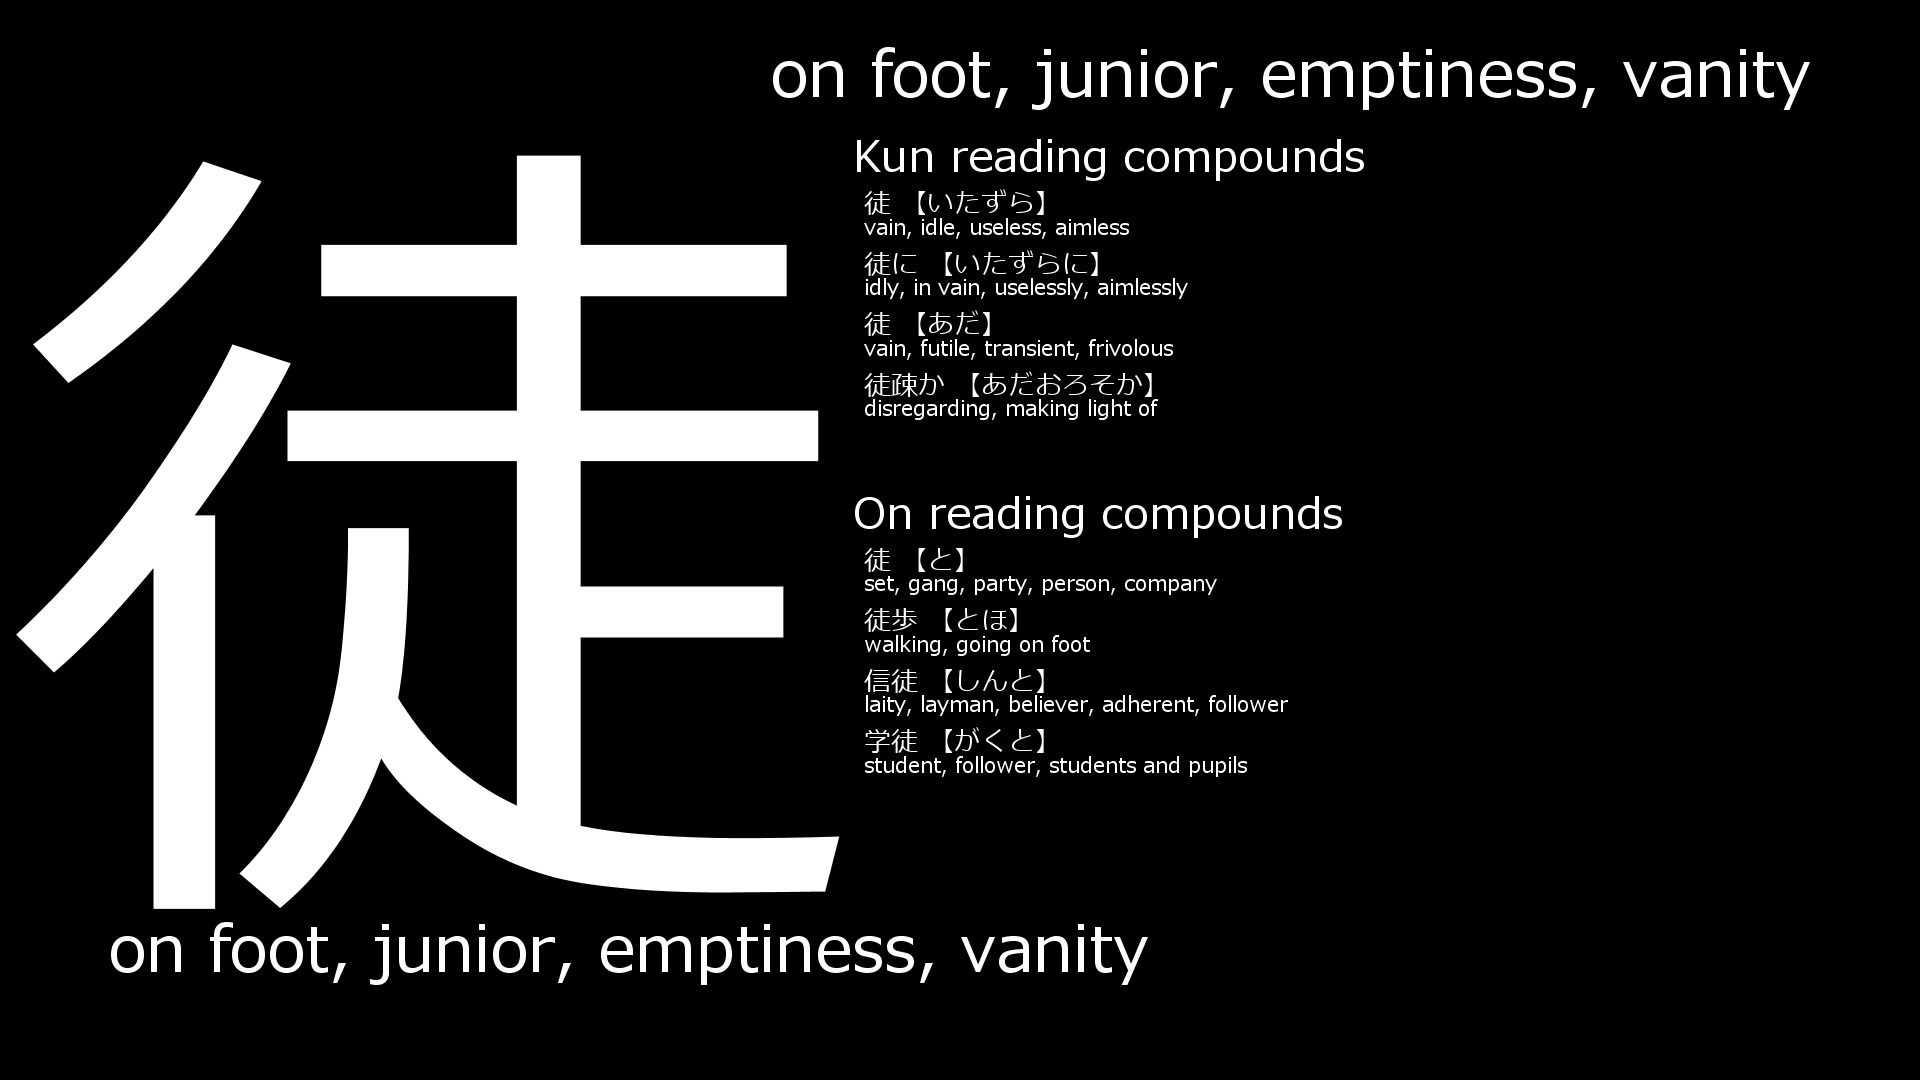 on foot, junior, emptiness, vanity
徒
Kun reading compounds
徒 【いたずら】
vain, idle, useless, aimless
徒に 【いたずらに】
idly, in vain, uselessly, aimlessly
徒 【あだ】
vain, futile, transient, frivolous
徒疎か 【あだおろそか】
disregarding, making light of
On reading compounds
徒 【と】
set, gang, party, person, company
徒歩 【とほ】
walking, going on foot
信徒 【しんと】
laity, layman, believer, adherent, follower
学徒 【がくと】
student, follower, students and pupils
on foot, junior, emptiness, vanity